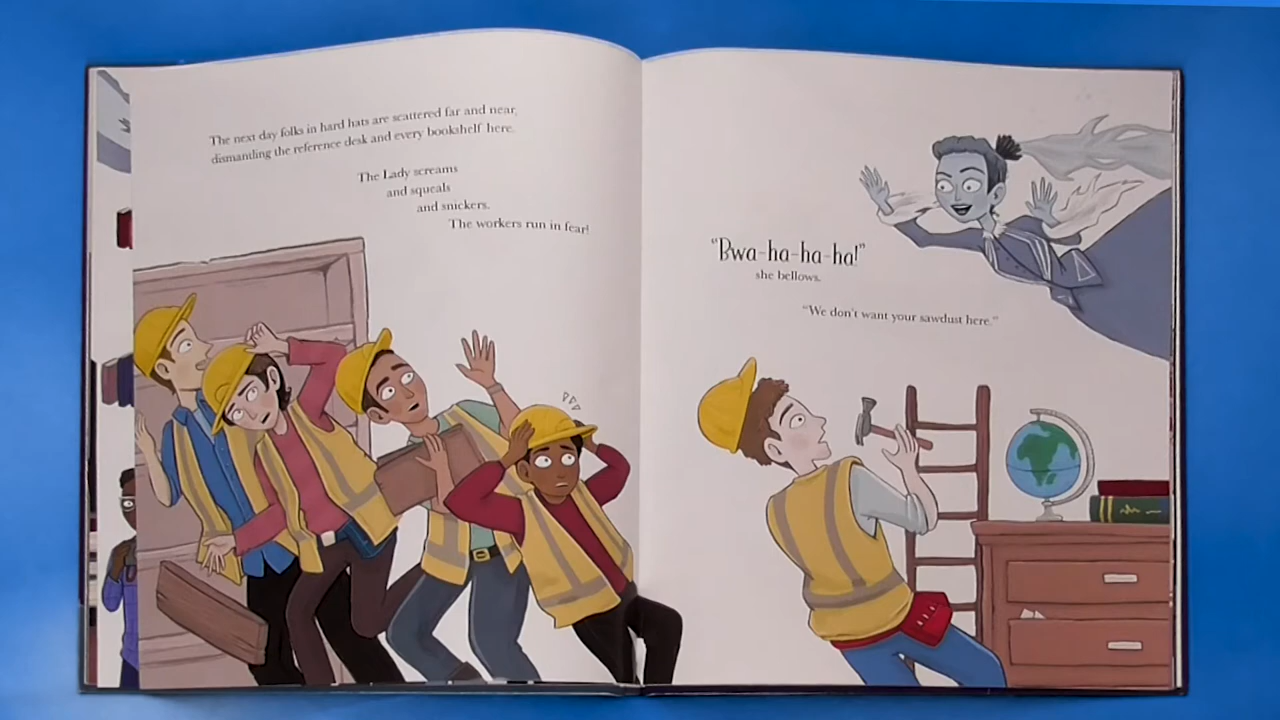 The next day folks in hard hats are scattered far and near,
dismantling the reference desk and every bookshelf here.
The Lady screams
and squeals
and snickers.
The workers run in fear!
“Bwa-ha-ha-ha!”
she bellows.
“We don’t want your sawdust here.”